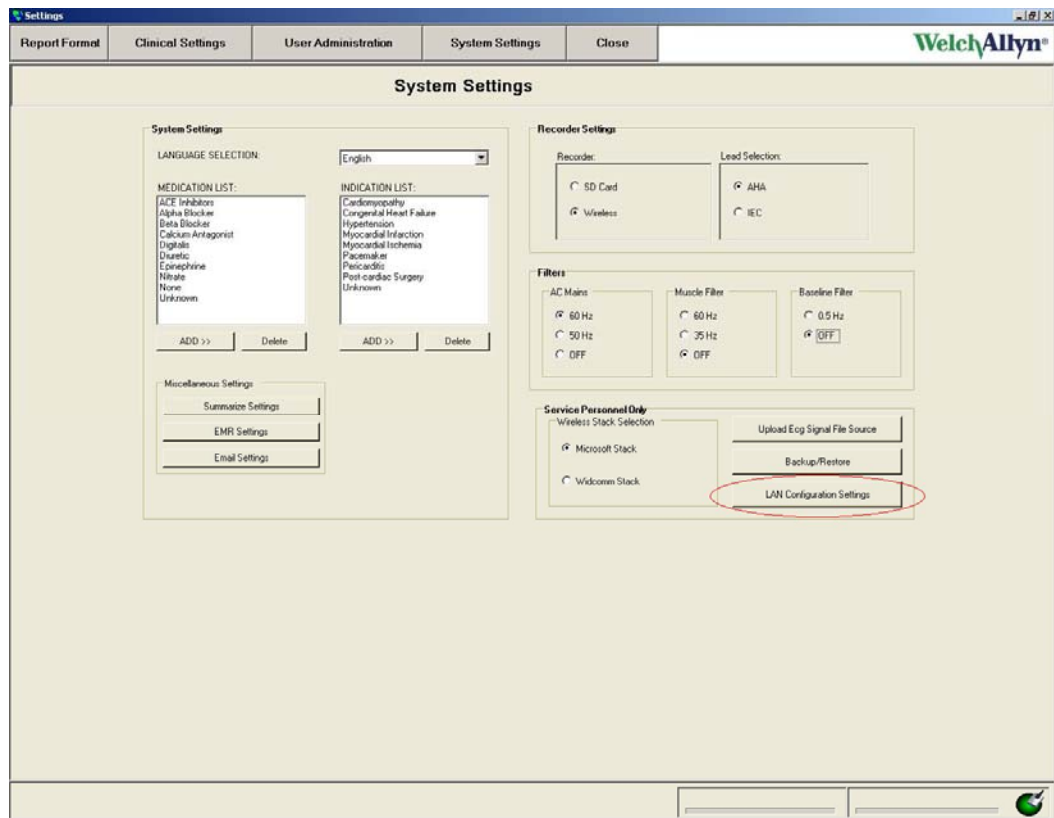 Settings
Report Format Clinical Settings User Administration System Settings Close
WelchAllyn®
System Settings
System Settings
LANGUAGE SELECTION:
English
MEDICATION LIST:
ACE Inhibitors
Alpha Blocker
Beta Blocker
Calcium Antagonist
Digitalis
Diuretic
Epinephrine
Nitrate
None
Unknown
ADD >> Delete
INDICATION LIST:
Cardiomyopathy
Congenital Heart Failure
Hypertension
Myocardial Infarction
Myocardial Ischemia
Pacemaker
Pericarditis
Post-cardiac Surgery
Unknown
ADD >> Delete
Miscellaneous Settings
Summarize Settings
EMR Settings
Email Settings
Recorder Settings
Recorder:
SD Card
Wireless
Lead Selection:
AHA
IEC
Filters
AC Mains
60 Hz
50 Hz
OFF
Muscle Filter
60 Hz
35 Hz
OFF
Baseline Filter
0.5 Hz
OFF
Service Personnel Only
Wireless Stack Selection
Microsoft Stack
Widcomm Stack
Upload Ecg Signal File Source
Backup/Restore
LAN Configuration Settings